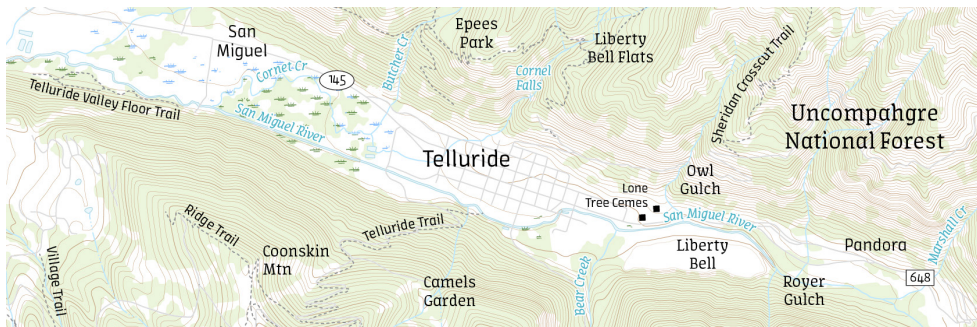 San
Miguel
Epees
Park
Liberty
Bell Flats
Butcher Cr
Cornet Cr
145
Cornel
Falls
Sheridan Crosscut Trail
Telluride Valley Floor Trail
San Miguel River
Uncompahgre
National Forest
Telluride
Owl
Gulch
Lone
Tree Cemes
San Miguel River
Ridge Trail
Telluride Trail
Coonskin
Mtn
Village Trail
Camels
Garden
Bear Creek
Liberty
Bell
Pandora
Marshall Cr
Royer
Gulch
648